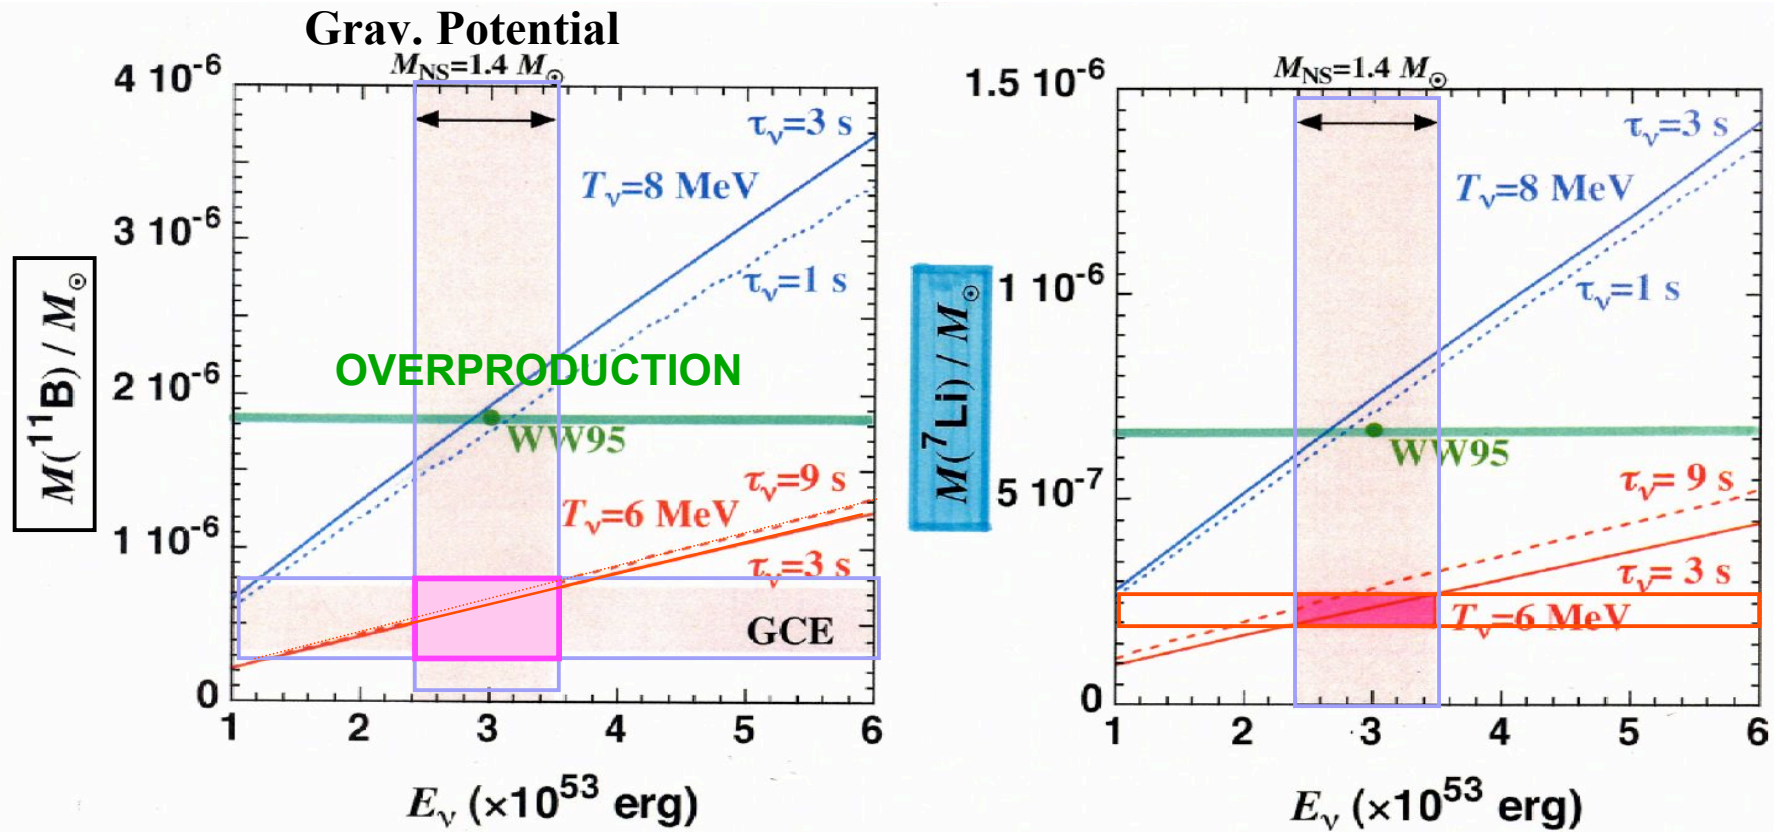 Grav. Potential
M_NS=1.4 M_☉
4 10^-6
3 10^-6
2 10^-6
1 10^-6
0
M(^11B) / M_☉
τ_ν=3 s
T_ν=8 MeV
τ_ν=1 s
OVERPRODUCTION
WW95
τ_ν=9 s
T_ν=6 MeV
τ_ν=3 s
GCE
1 2 3 4 5 6
E_ν (×10^53 erg)
M_NS=1.4 M_☉
1.5 10^-6
1 10^-6
5 10^-7
0
M(^7Li) / M_☉
τ_ν=3 s
T_ν=8 MeV
τ_ν=1 s
WW95
τ_ν= 9 s
τ_ν= 3 s
T_ν=6 MeV
1 2 3 4 5 6
E_ν (×10^53 erg)